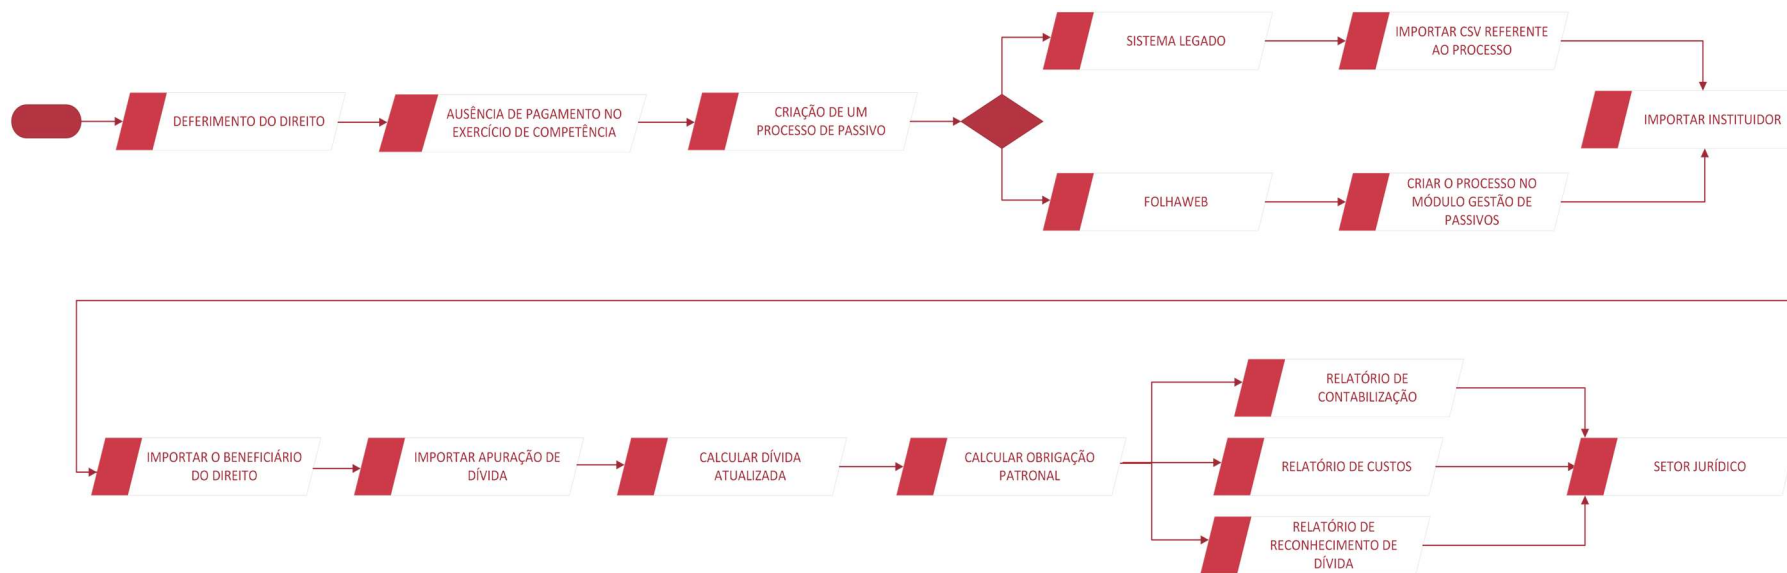 DEFERIMENTO DO DIREITO
AUSÊNCIA DE PAGAMENTO NO
EXERCÍCIO DE COMPETÊNCIA
CRIAÇÃO DE UM
PROCESSO DE PASSIVO
SISTEMA LEGADO
IMPORTAR CSV REFERENTE
AO PROCESSO
FOLHAWEB
CRIAR O PROCESSO NO
MÓDULO GESTÃO DE
PASSIVOS
IMPORTAR INSTITUIDOR
IMPORTAR O BENEFICIÁRIO
DO DIREITO
IMPORTAR APURAÇÃO DE
DÍVIDA
CALCULAR DÍVIDA
ATUALIZADA
CALCULAR OBRIGAÇÃO
PATRONAL
RELATÓRIO DE
CONTABILIZAÇÃO
RELATÓRIO DE CUSTOS
RELATÓRIO DE
RECONHECIMENTO DE
DÍVIDA
SETOR JURÍDICO